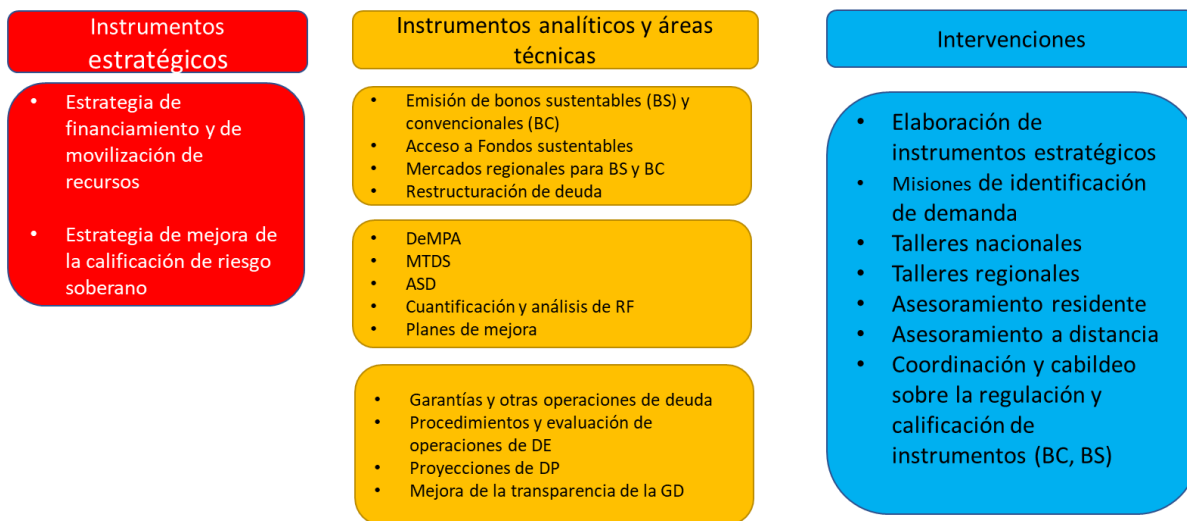 Instrumentos
estratégicos
• Estrategia de
financiamiento y de
movilización de
recursos
• Estrategia de mejora de
la calificación de riesgo
soberano
Instrumentos analíticos y áreas
técnicas
• Emisión de bonos sustentables (BS) y
convencionales (BC)
• Acceso a Fondos sustentables
• Mercados regionales para BS y BC
• Restructuración de deuda
• DeMPA
• MTDS
• ASD
• Cuantificación y análisis de RF
• Planes de mejora
• Garantías y otras operaciones de deuda
• Procedimientos y evaluación de
operaciones de DE
• Proyecciones de DP
• Mejora de la transparencia de la GD
Intervenciones
• Elaboración de
instrumentos estratégicos
• Misiones de identificación
de demanda
• Talleres nacionales
• Talleres regionales
• Asesoramiento residente
• Asesoramiento a distancia
• Coordinación y cabildeo
sobre la regulación y
calificación de
instrumentos (BC, BS)